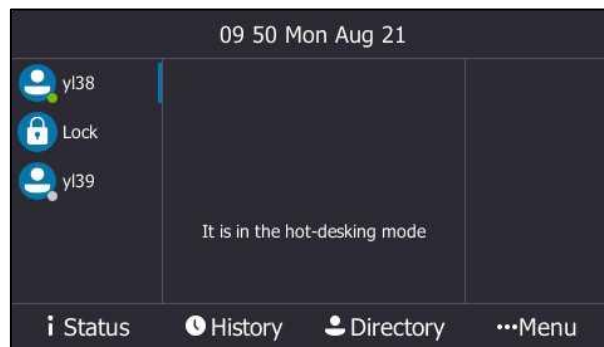 09 50 Mon Aug 21
yl38
Lock
yl39
It is in the hot-desking mode
Status History Directory Menu